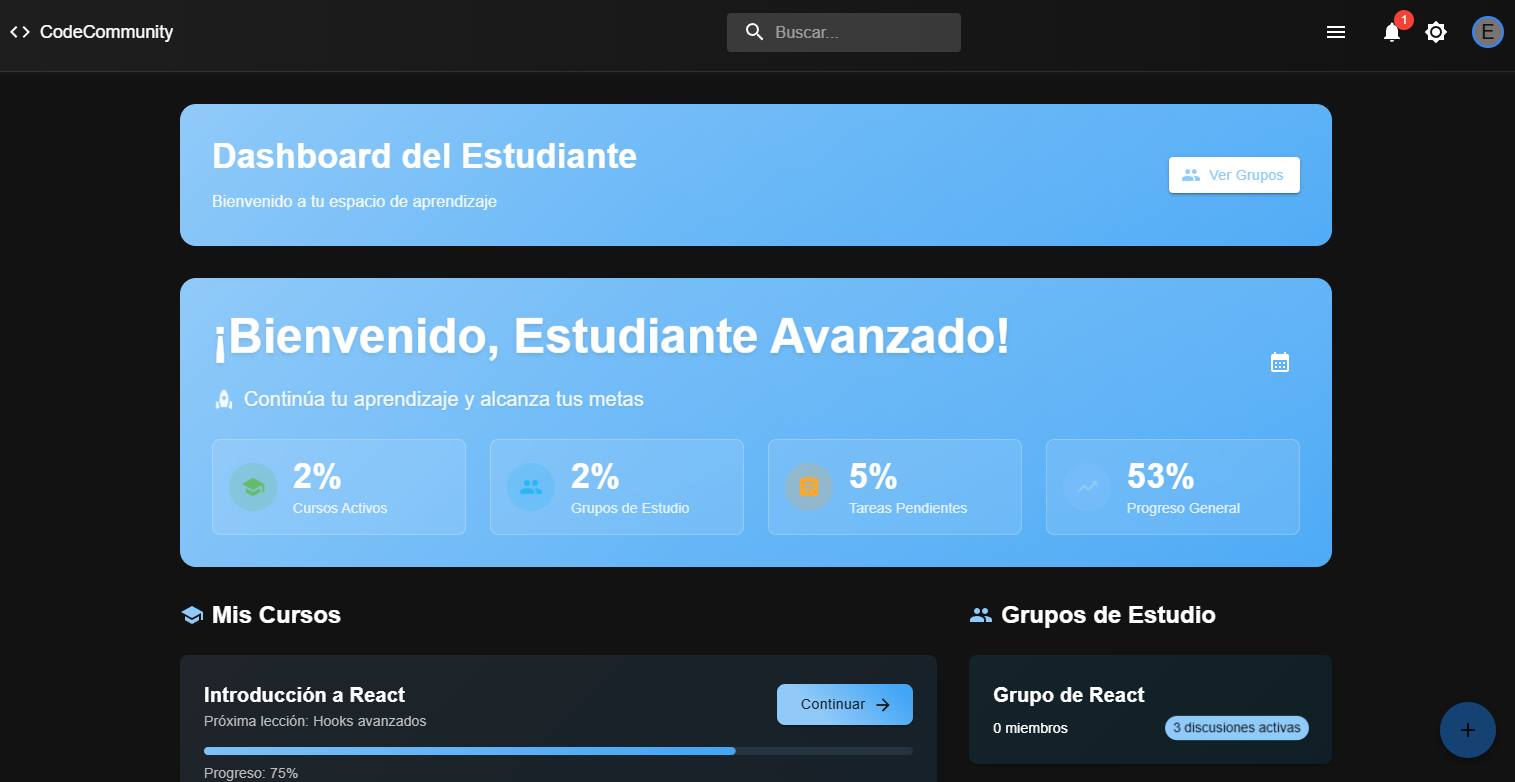 CodeCommunity
Buscar...
1
E
Dashboard del Estudiante
Bienvenido a tu espacio de aprendizaje
Ver Grupos
¡Bienvenido, Estudiante Avanzado!
Continúa tu aprendizaje y alcanza tus metas
2%
Cursos Activos
2%
Grupos de Estudio
5%
Tareas Pendientes
53%
Progreso General
Mis Cursos
Introducción a React
Próxima lección: Hooks avanzados
Continuar
Progreso: 75%
Grupos de Estudio
Grupo de React
0 miembros
3 discusiones activas